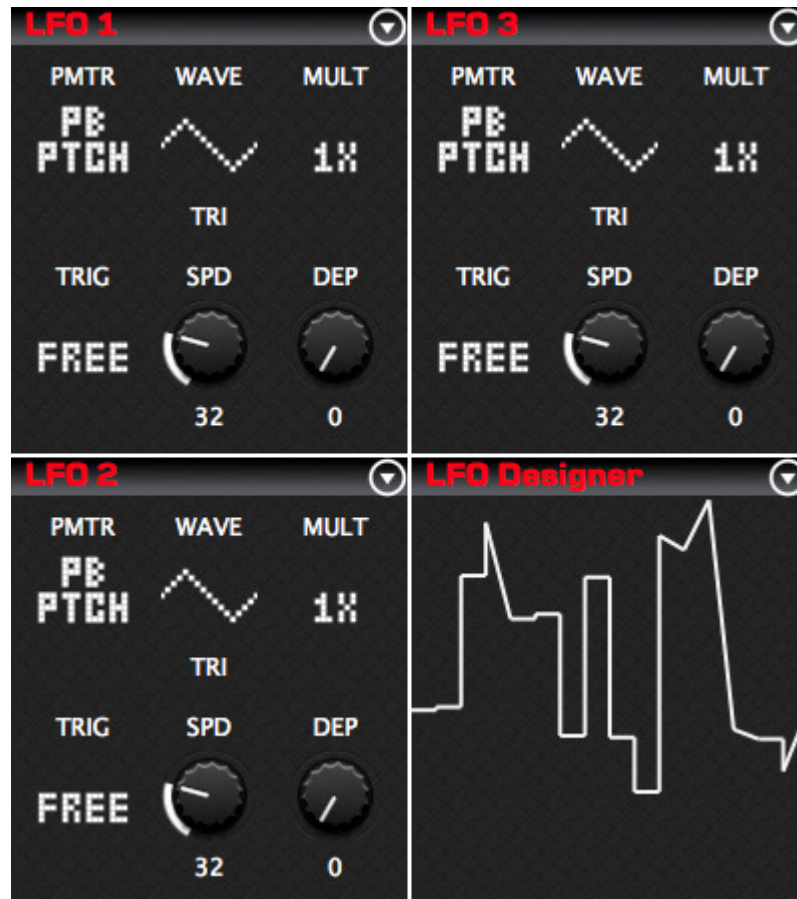 LFO 1
PMTR WAVE MULT
PB
PTCH 1X
TRI
TRIG SPD DEP
FREE
32 0
LFO 3
PMTR WAVE MULT
PB
PTCH 1X
TRI
TRIG SPD DEP
FREE
32 0
LFO 2
PMTR WAVE MULT
PB
PTCH 1X
TRI
TRIG SPD DEP
FREE
32 0
LFO Designer